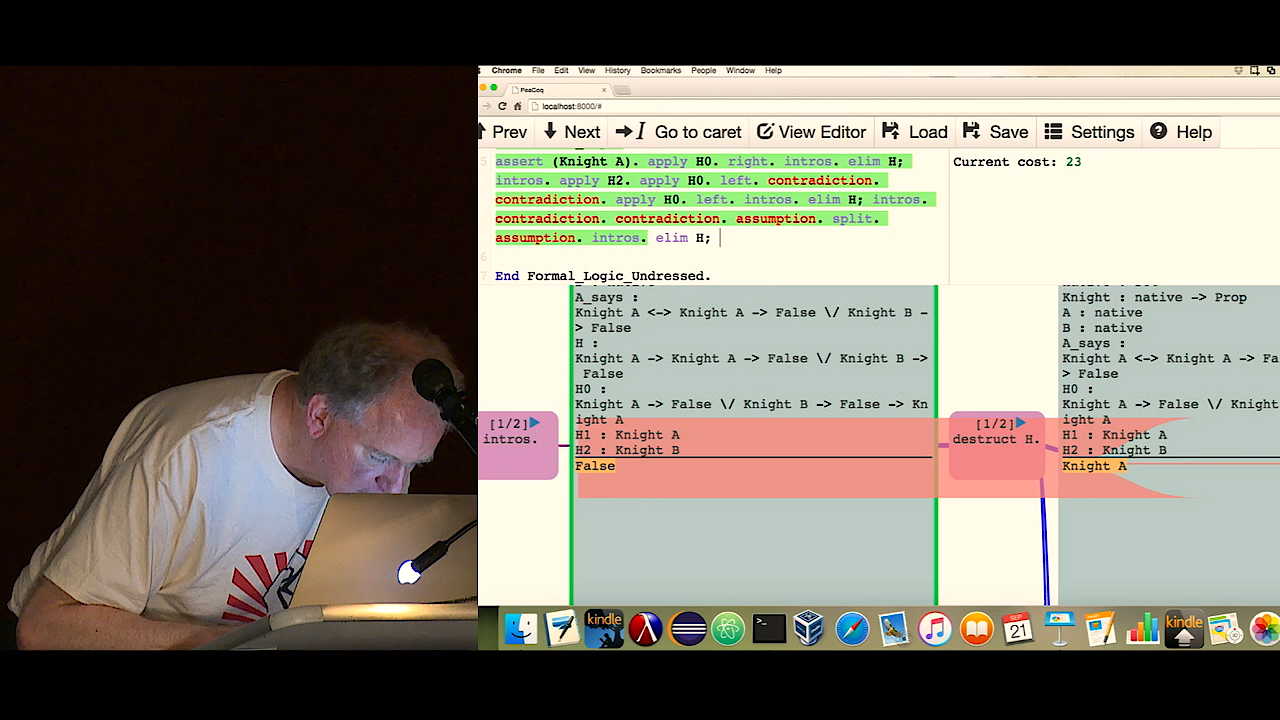 Chrome File Edit View History Bookmarks People Window Help
PeaCoq
localhost:8000/#
Prev Next Go to caret View Editor Load Save Settings Help
5 assert (Knight A). apply H0. right. intros. elim H;
intros. apply H2. apply H0. left. contradiction.
contradiction. apply H0. left. intros. elim H; intros.
contradiction. contradiction. assumption. split.
assumption. intros. elim H;
6
7 End Formal_Logic_Undressed.
Current cost: 23
[1/2]
intros.
A_says :
Knight A <-> Knight A -> False \/ Knight B -
> False
H :
Knight A -> Knight A -> False \/ Knight B ->
False
H0 :
Knight A -> False \/ Knight B -> False -> Kn
ight A
H1 : Knight A
H2 : Knight B
False
[1/2]
destruct H.
Knight : native -> Prop
A : native
B : native
A_says :
Knight A <-> Knight A -> Fa
> False
H0 :
Knight A -> False \/ Knight
ight A
H1 : Knight A
H2 : Knight B
Knight A
kindle
SEP
21
kindle